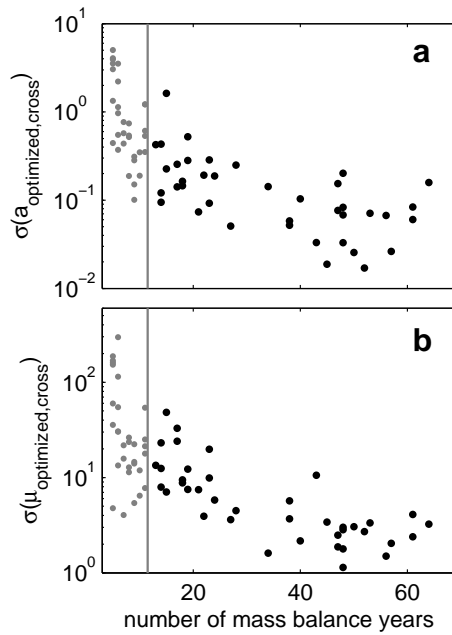 10^1
a
10^0
10^−1
10^−2
σ(a_optimized,cross)
b
10^2
10^1
10^0
σ(μ_optimized,cross)
20 40 60
number of mass balance years